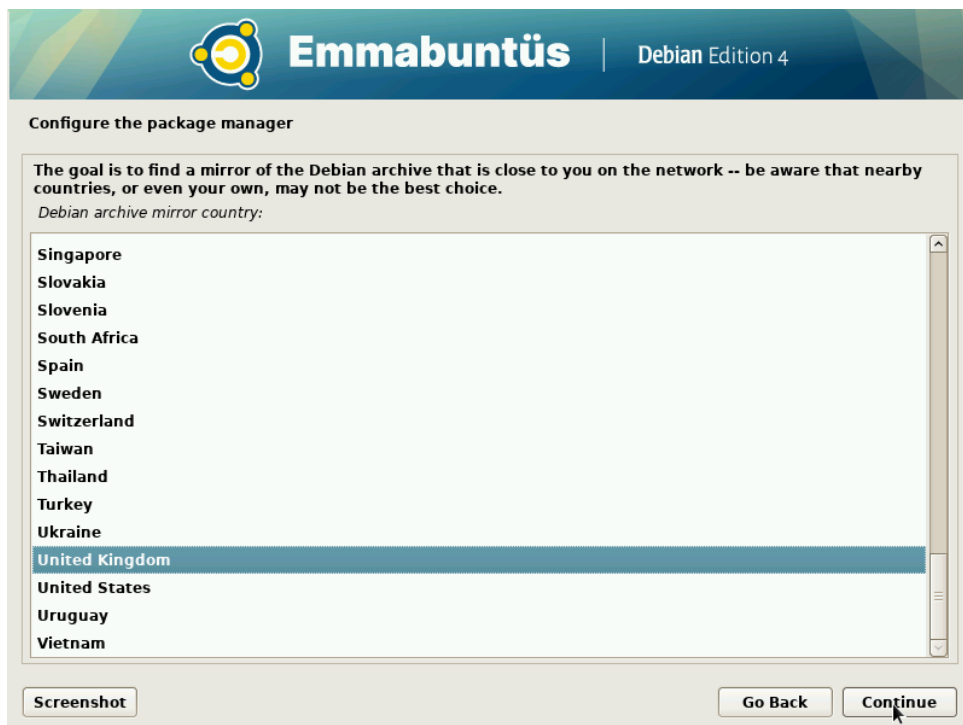 Emmabuntüs | Debian Edition 4
Configure the package manager
The goal is to find a mirror of the Debian archive that is close to you on the network -- be aware that nearby
countries, or even your own, may not be the best choice.
Debian archive mirror country:
Singapore
Slovakia
Slovenia
South Africa
Spain
Sweden
Switzerland
Taiwan
Thailand
Turkey
Ukraine
United Kingdom
United States
Uruguay
Vietnam
Screenshot Go Back Continue